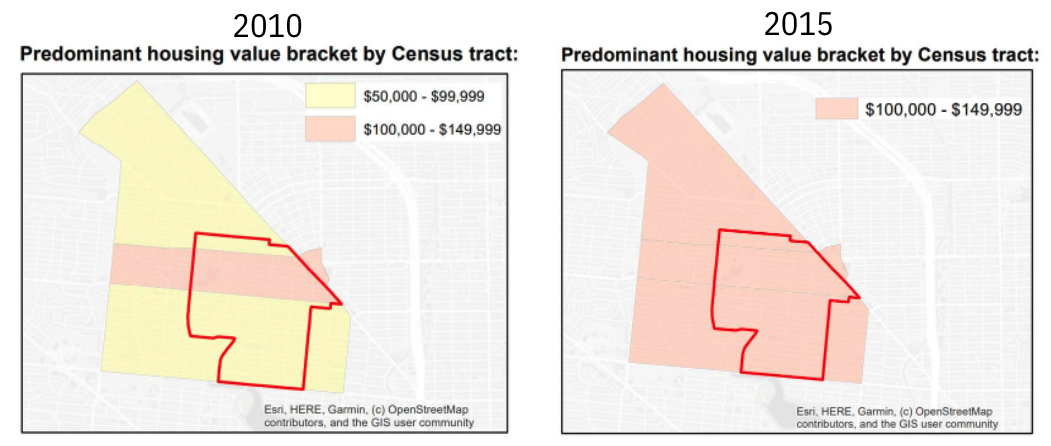 2010
Predominant housing value bracket by Census tract:
$50,000 - $99,999
$100,000 - $149,999
Esri, HERE, Garmin, (c) OpenStreetMap
contributors, and the GIS user community
2015
Predominant housing value bracket by Census tract:
$100,000 - $149,999
Esri, HERE, Garmin, (c) OpenStreetMap
contributors, and the GIS user community